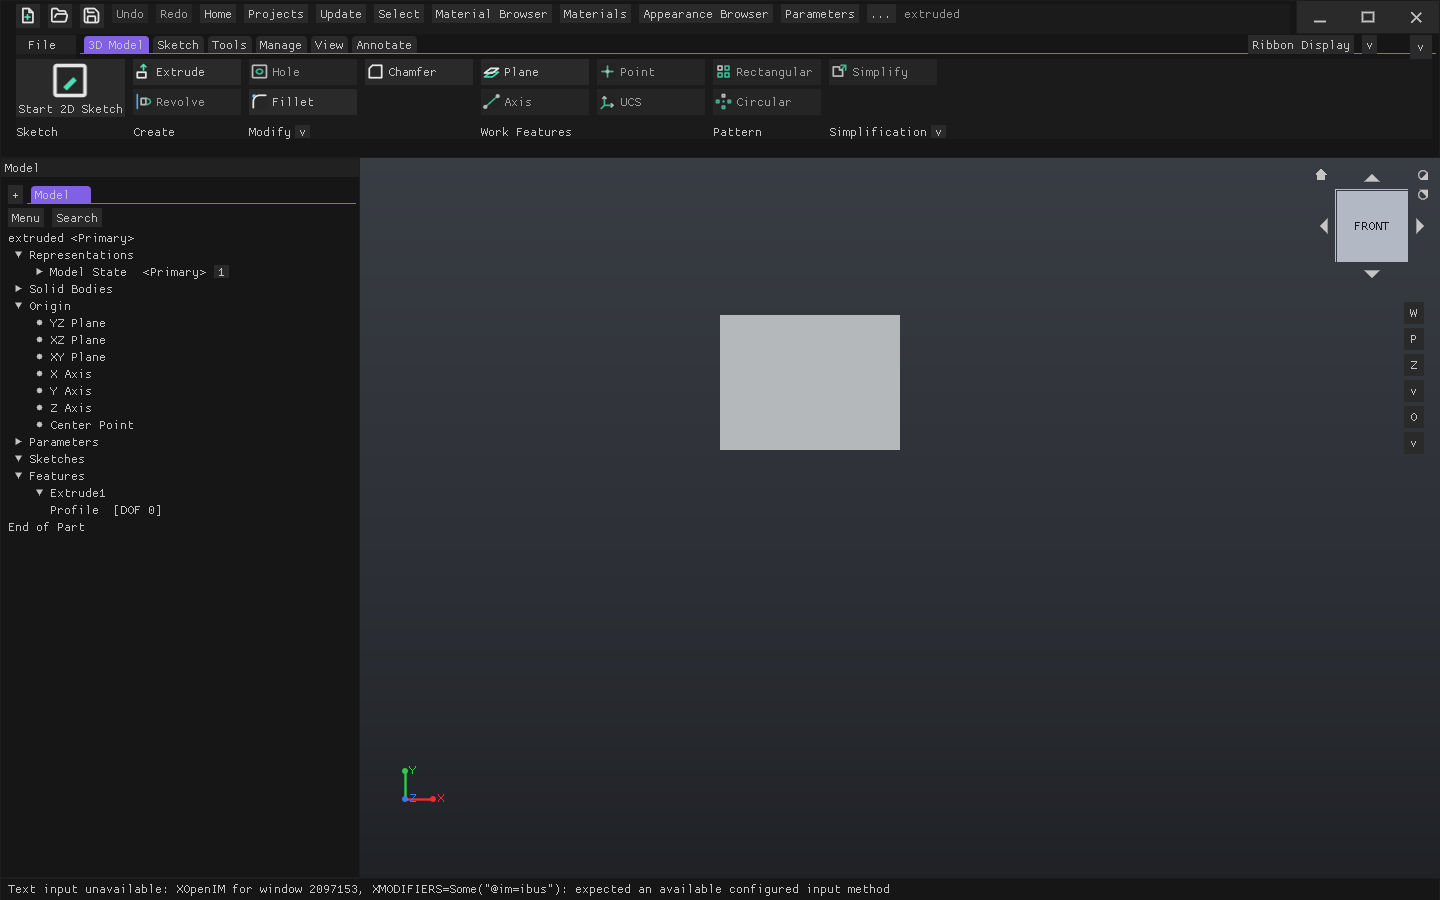 Undo Redo Home Projects Update Select Material Browser Materials Appearance Browser Parameters ... extruded
File 3D Model Sketch Tools Manage View Annotate Ribbon Display v v
Extrude Hole Chamfer Plane Point Rectangular Simplify
Start 2D Sketch Revolve Fillet Axis UCS Circular
Sketch Create Modify v Work Features Pattern Simplification v
Model
+ Model
Menu Search
extruded <Primary>
Representations
Model State <Primary> 1
Solid Bodies
Origin
YZ Plane
XZ Plane
XY Plane
X Axis
Y Axis
Z Axis
Center Point
Parameters
Sketches
Features
Extrude1
Profile [DOF 0]
End of Part
FRONT
W
P
Z
v
O
v
Y
Z X
Text input unavailable: XOpenIM for window 2097153, XMODIFIERS=Some("@im=ibus"): expected an available configured input method